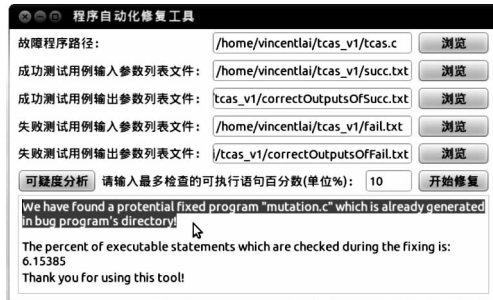 程序自动化修复工具
故障程序路径： /home/vincentlai/tcas_v1/tcas.c 浏览
成功测试用例输入参数列表文件： /home/vincentlai/tcas_v1/succ.txt 浏览
成功测试用例输出参数列表文件： tcas_v1/correctOutputsOfSucc.txt 浏览
失败测试用例输入参数列表文件： /home/vincentlai/tcas_v1/fail.txt 浏览
失败测试用例输出参数列表文件： /tcas_v1/correctOutputsOfFail.txt 浏览
可疑度分析 请输入最多检查的可执行语句百分数(单位%)： 10 开始修复
We have found a protential fixed program "mutation.c" which is already generated
in bug program's directory!
The percent of executable statements which are checked during the fixing is:
6.15385
Thank you for using this tool!